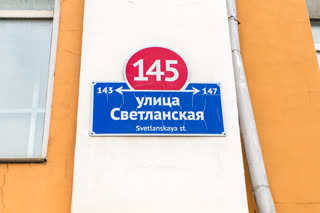 145
143 147
улица
Светланская
Svetlanskaya st.